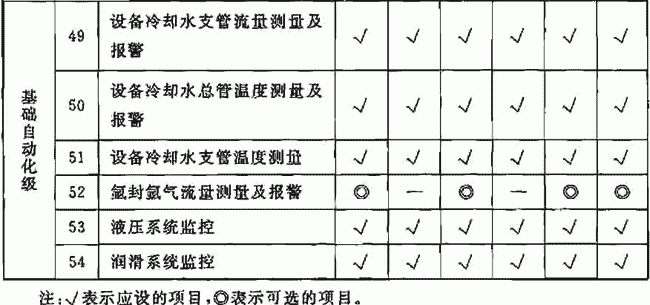 基础自动化级
49 设备冷却水支管流量测量及报警 √ √ √ √ √ √
50 设备冷却水总管温度测量及报警 √ √ √ √ √ √
51 设备冷却水支管温度测量 √ √ √ √ √ √
52 氩封氩气流量测量及报警 ◎ — ◎ — ◎ ◎
53 液压系统监控 √ √ √ √ √ √
54 润滑系统监控 √ √ √ √ √ √
注:√表示应设的项目,◎表示可选的项目。